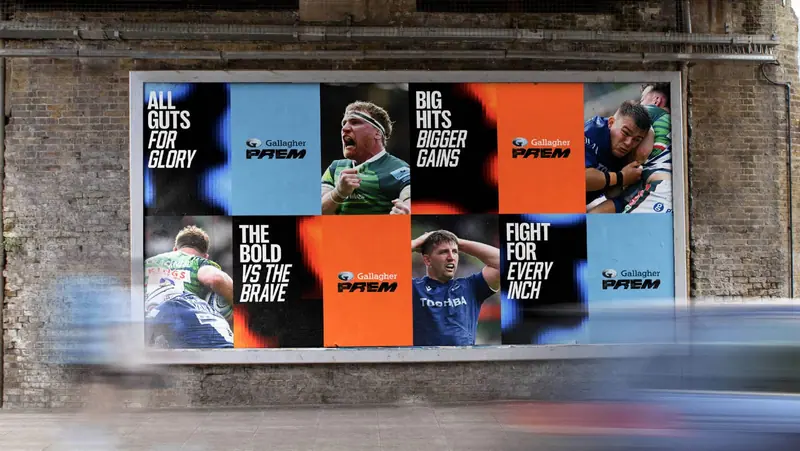 ALL
GUTS
FOR
GLORY
Gallagher
PREM
BIG
HITS
BIGGER
GAINS
Gallagher
PREM
THE
BOLD
VS THE
BRAVE
Gallagher
PREM
TOSHIBA
FIGHT
FOR
EVERY
INCH
Gallagher
PREM